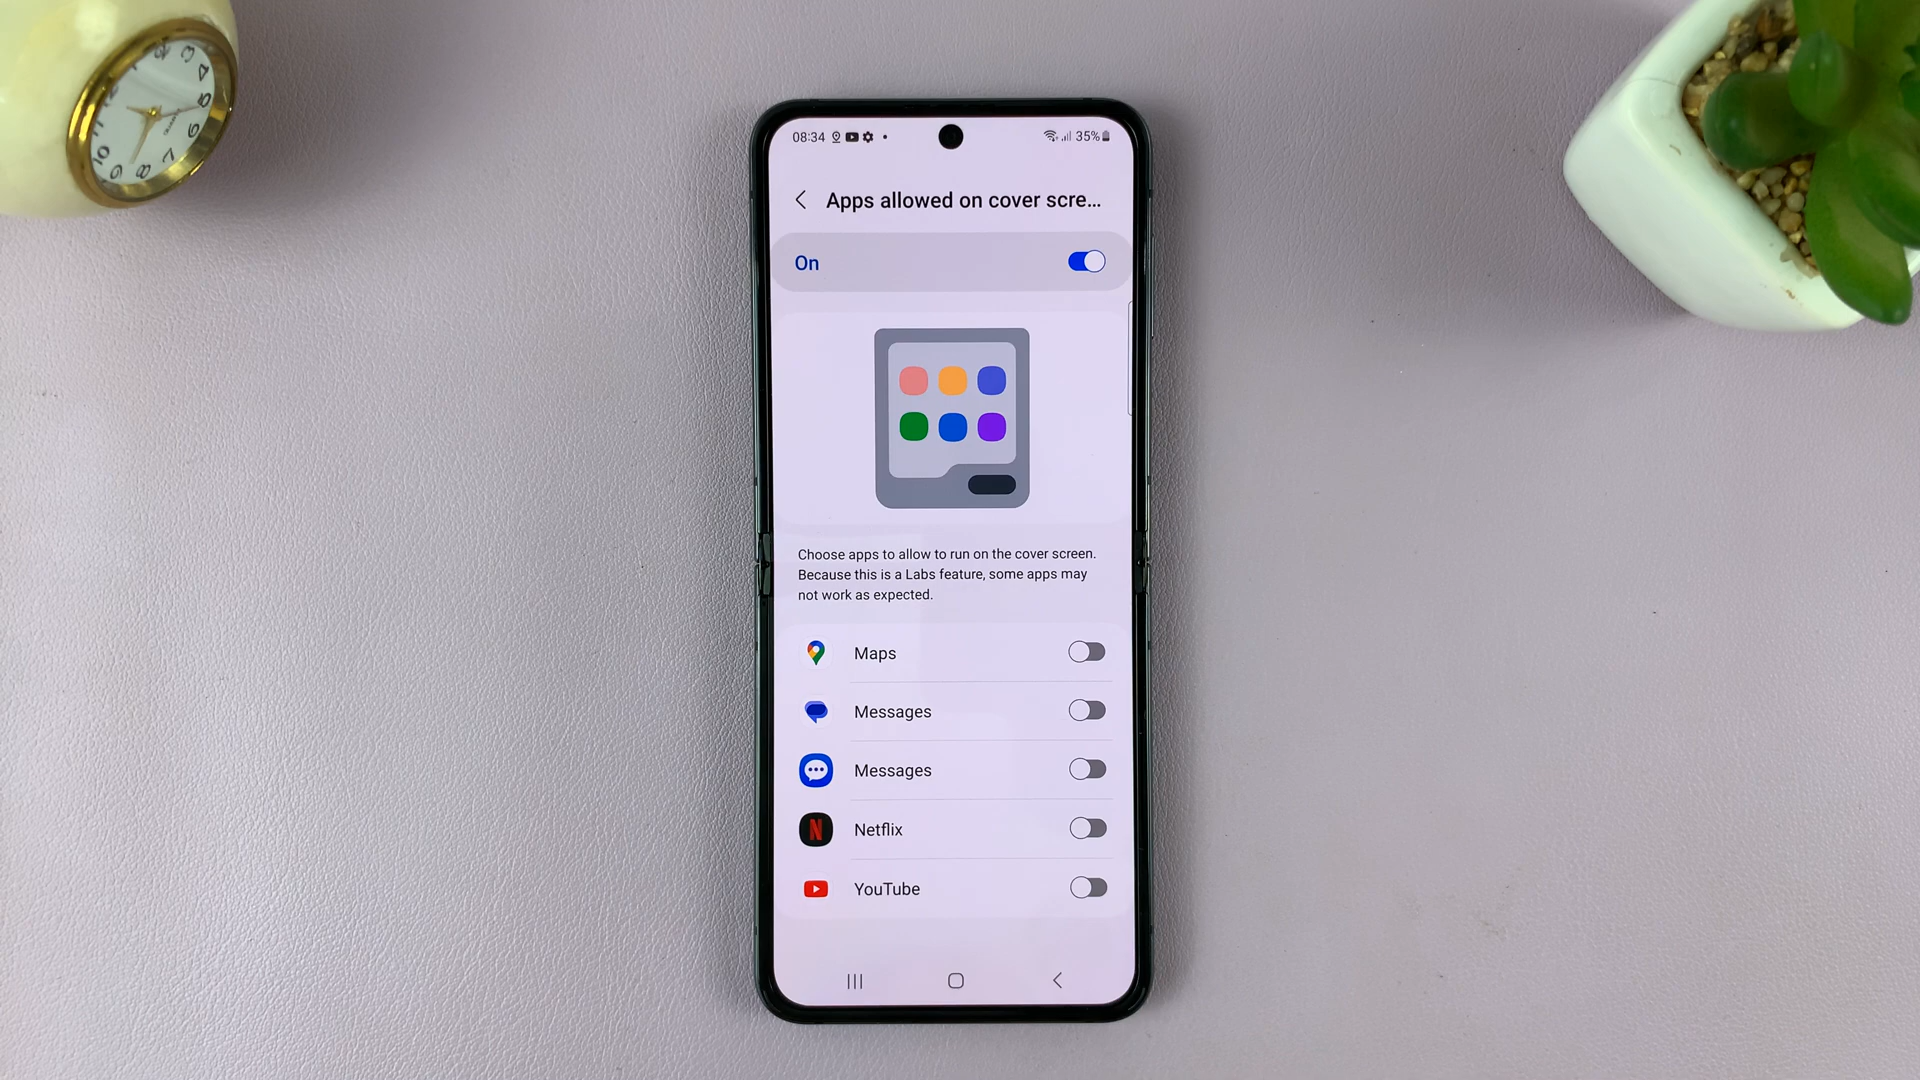 08:34
35%
Apps allowed on cover scre...
On
Choose apps to allow to run on the cover screen.
Because this is a Labs feature, some apps may
not work as expected.
Maps
Messages
Messages
Netflix
YouTube